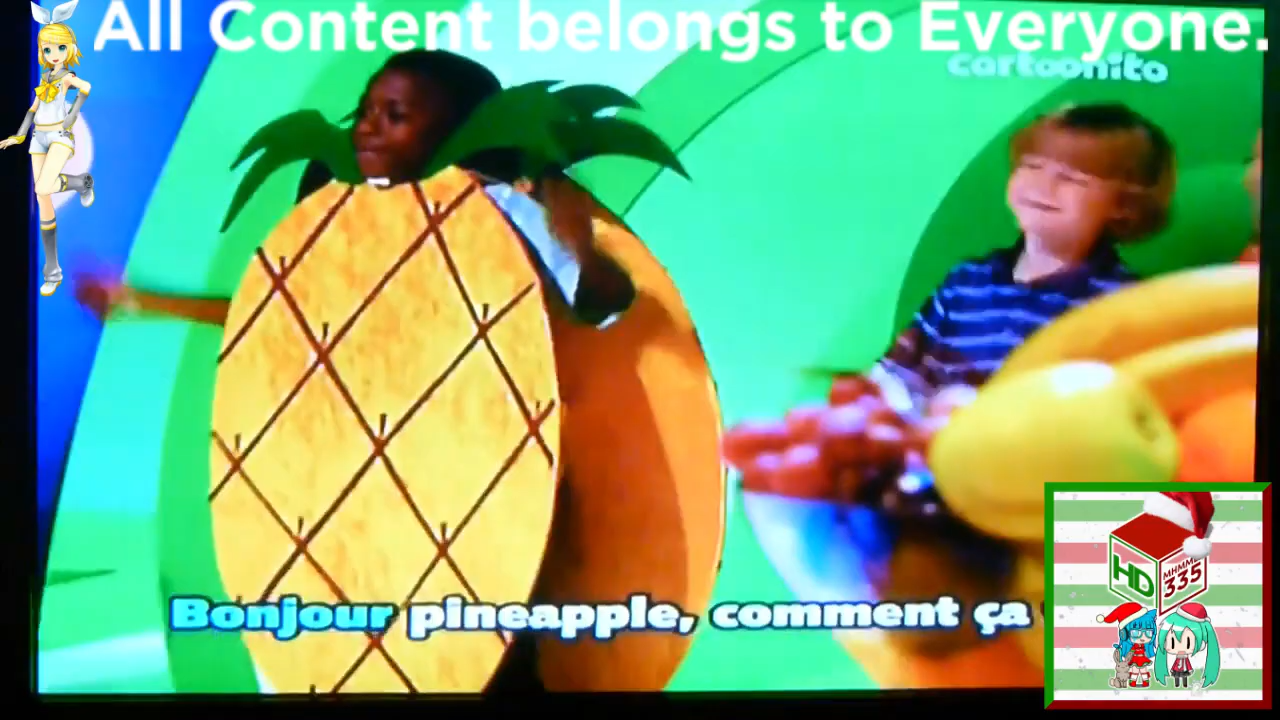 All Content belongs to Everyone.
cartoonito
Bonjour pineapple, comment ça
HD
MHMM
335